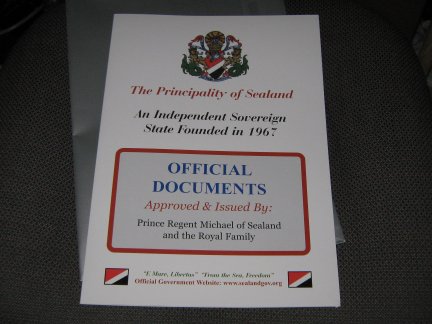 The Principality of Sealand
An Independent Sovereign
State Founded in 1967
OFFICIAL
DOCUMENTS
Approved & Issued By:
Prince Regent Michael of Sealand
and the Royal Family
"E Mare, Libertas" "From the Sea, Freedom"
Official Government Website: www.sealandgov.org